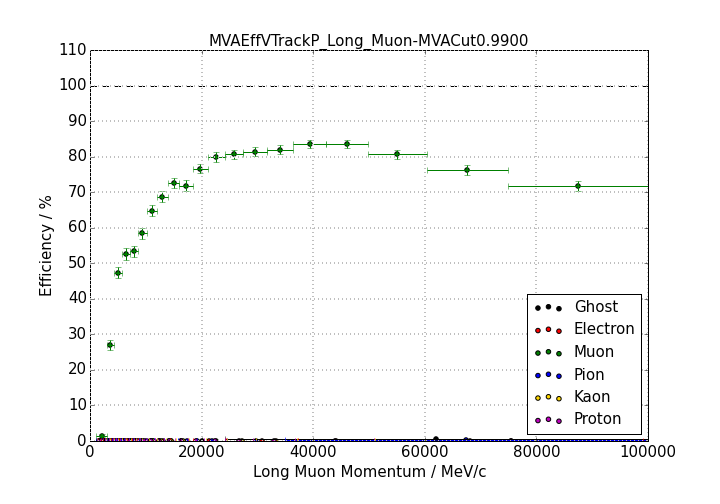 MVAEffVTrackP_Long_Muon-MVACut0.9900
110
100
90
80
70
60
50
40
30
20
10
0
Efficiency / %
Ghost
Electron
Muon
Pion
Kaon
Proton
0 20000 40000 60000 80000 100000
Long Muon Momentum / MeV/c